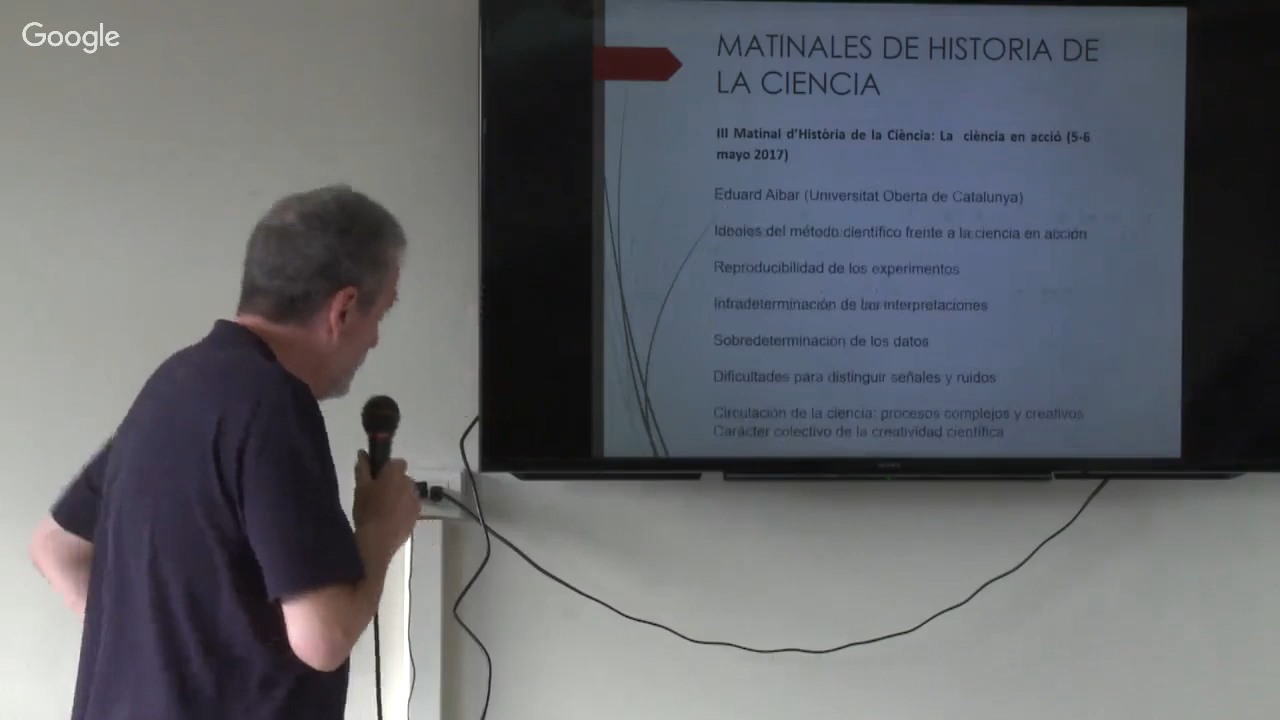 Google
MATINALES DE HISTORIA DE
LA CIENCIA
III Matinal d'Història de la Ciència: La ciència en acció (5-6
mayo 2017)
Eduard Aibar (Universitat Oberta de Catalunya)
Ideales del método científico frente a la ciencia en acción
Reproducibilidad de los experimentos
Infradeterminación de las interpretaciones
Sobredeterminacion de los datos
Dificultades para distinguir señales y ruidos
Circulación de la ciencia: procesos complejos y creativos
Carácter colectivo de la creatividad científica
SONY